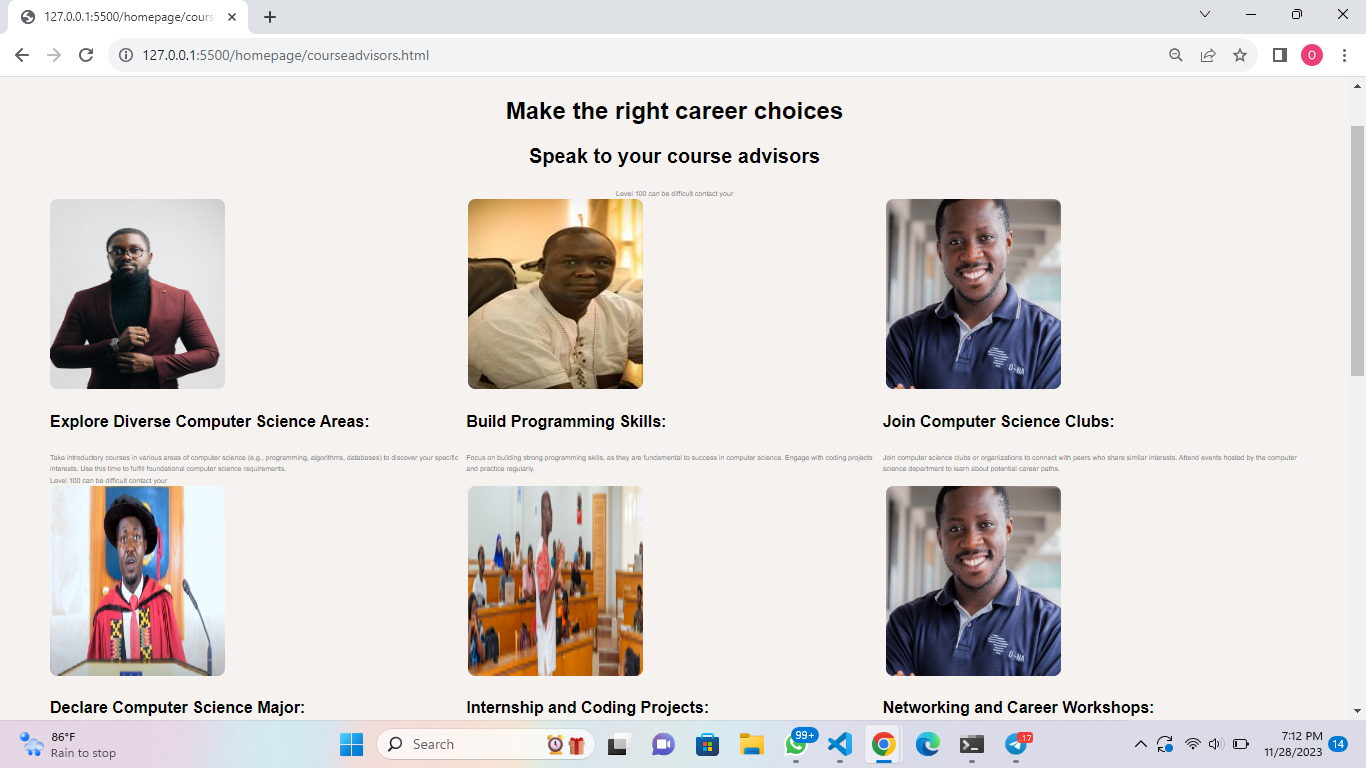 127.0.0.1:5500/homepage/cours
127.0.0.1:5500/homepage/courseadvisors.html
O
Make the right career choices
Speak to your course advisors
Level 100 can be difficult contact your
Explore Diverse Computer Science Areas:
Build Programming Skills:
Join Computer Science Clubs:
Take introductory courses in various areas of computer science (e.g., programming, algorithms, databases) to discover your specific
interests. Use this time to fulfill foundational computer science requirements.
Focus on building strong programming skills, as they are fundamental to success in computer science. Engage with coding projects
and practice regularly.
Join computer science clubs or organizations to connect with peers who share similar interests. Attend events hosted by the computer
science department to learn about potential career paths.
Level 100 can be difficult contact your
Declare Computer Science Major:
Internship and Coding Projects:
Networking and Career Workshops:
86°F
Rain to stop
Search
99+
17
7:12 PM
11/28/2023
14